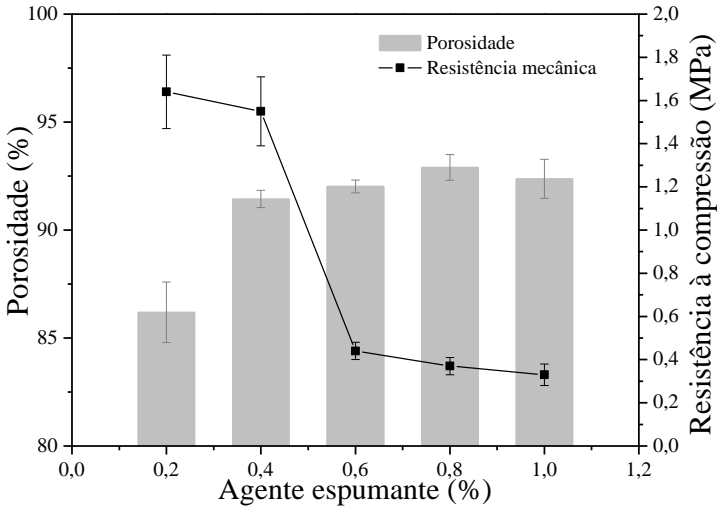 100
95
90
85
80
Porosidade (%)
Porosidade
Resistência mecânica
2,0
1,8
1,6
1,4
1,2
1,0
0,8
0,6
0,4
0,2
0,0
Resistência à compressão (MPa)
0,0 0,2 0,4 0,6 0,8 1,0 1,2
Agente espumante (%)